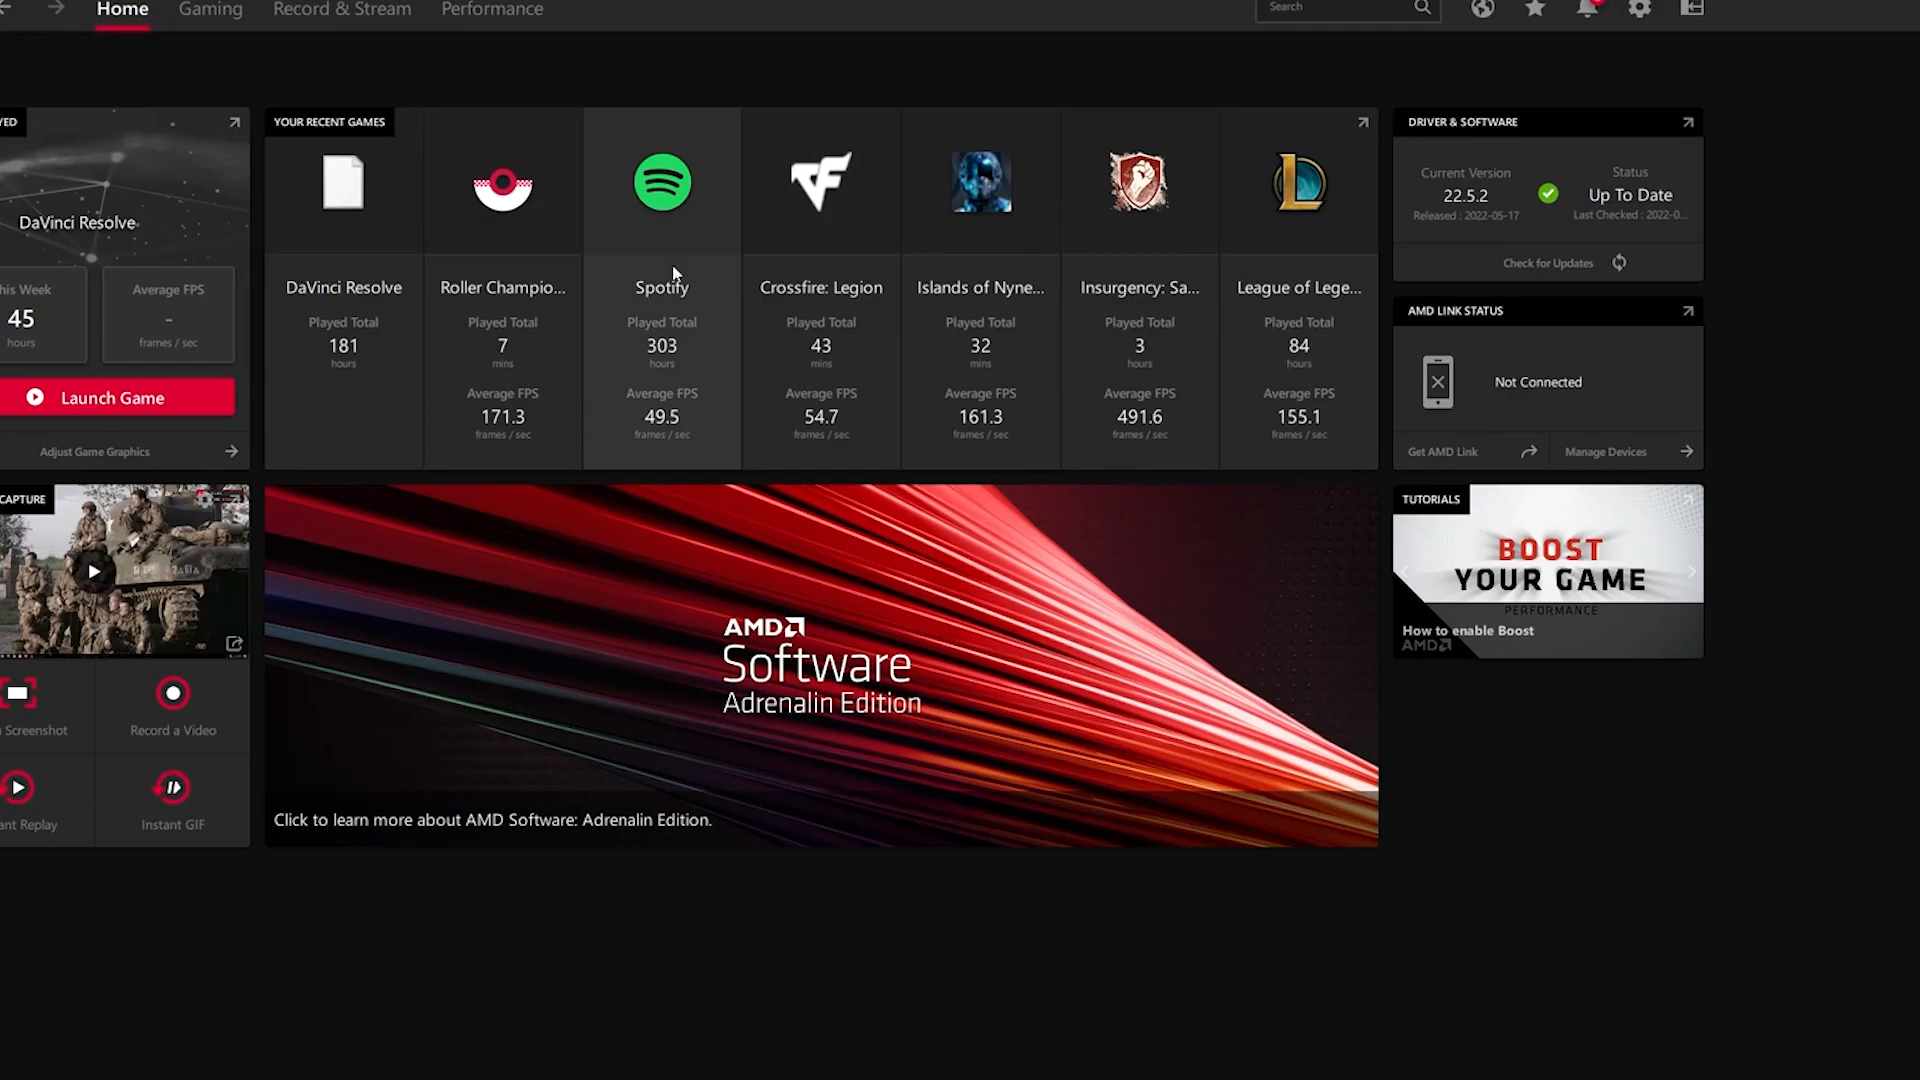 Home Gaming Record & Stream Performance
Search
YED
DaVinci Resolve
his Week
45
hours
Average FPS
-
frames / sec
Launch Game
Adjust Game Graphics
YOUR RECENT GAMES
DaVinci Resolve
Played Total
181
hours
Roller Champio...
Played Total
7
mins
Average FPS
171.3
frames / sec
Spotify
Played Total
303
hours
Average FPS
49.5
frames / sec
Crossfire: Legion
Played Total
43
mins
Average FPS
54.7
frames / sec
Islands of Nyne...
Played Total
32
mins
Average FPS
161.3
frames / sec
Insurgency: Sa...
Played Total
3
hours
Average FPS
491.6
frames / sec
League of Lege...
Played Total
84
hours
Average FPS
155.1
frames / sec
DRIVER & SOFTWARE
Current Version
22.5.2
Released : 2022-05-17
Status
Up To Date
Last Checked : 2022-0...
Check for Updates
AMD LINK STATUS
Not Connected
Get AMD Link
Manage Devices
CAPTURE
Screenshot
Record a Video
ant Replay
Instant GIF
AMD
Software
Adrenalin Edition
Click to learn more about AMD Software: Adrenalin Edition.
TUTORIALS
BOOST
YOUR GAME
PERFORMANCE
How to enable Boost
AMD